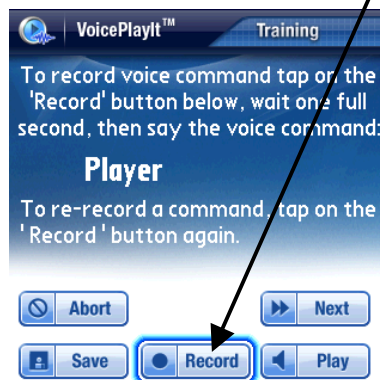 VoicePlayIt™ Training
To record voice command tap on the
'Record' button below, wait one full
second, then say the voice command:
Player
To re-record a command, tap on the
'Record' button again.
Abort Next
Save Record Play